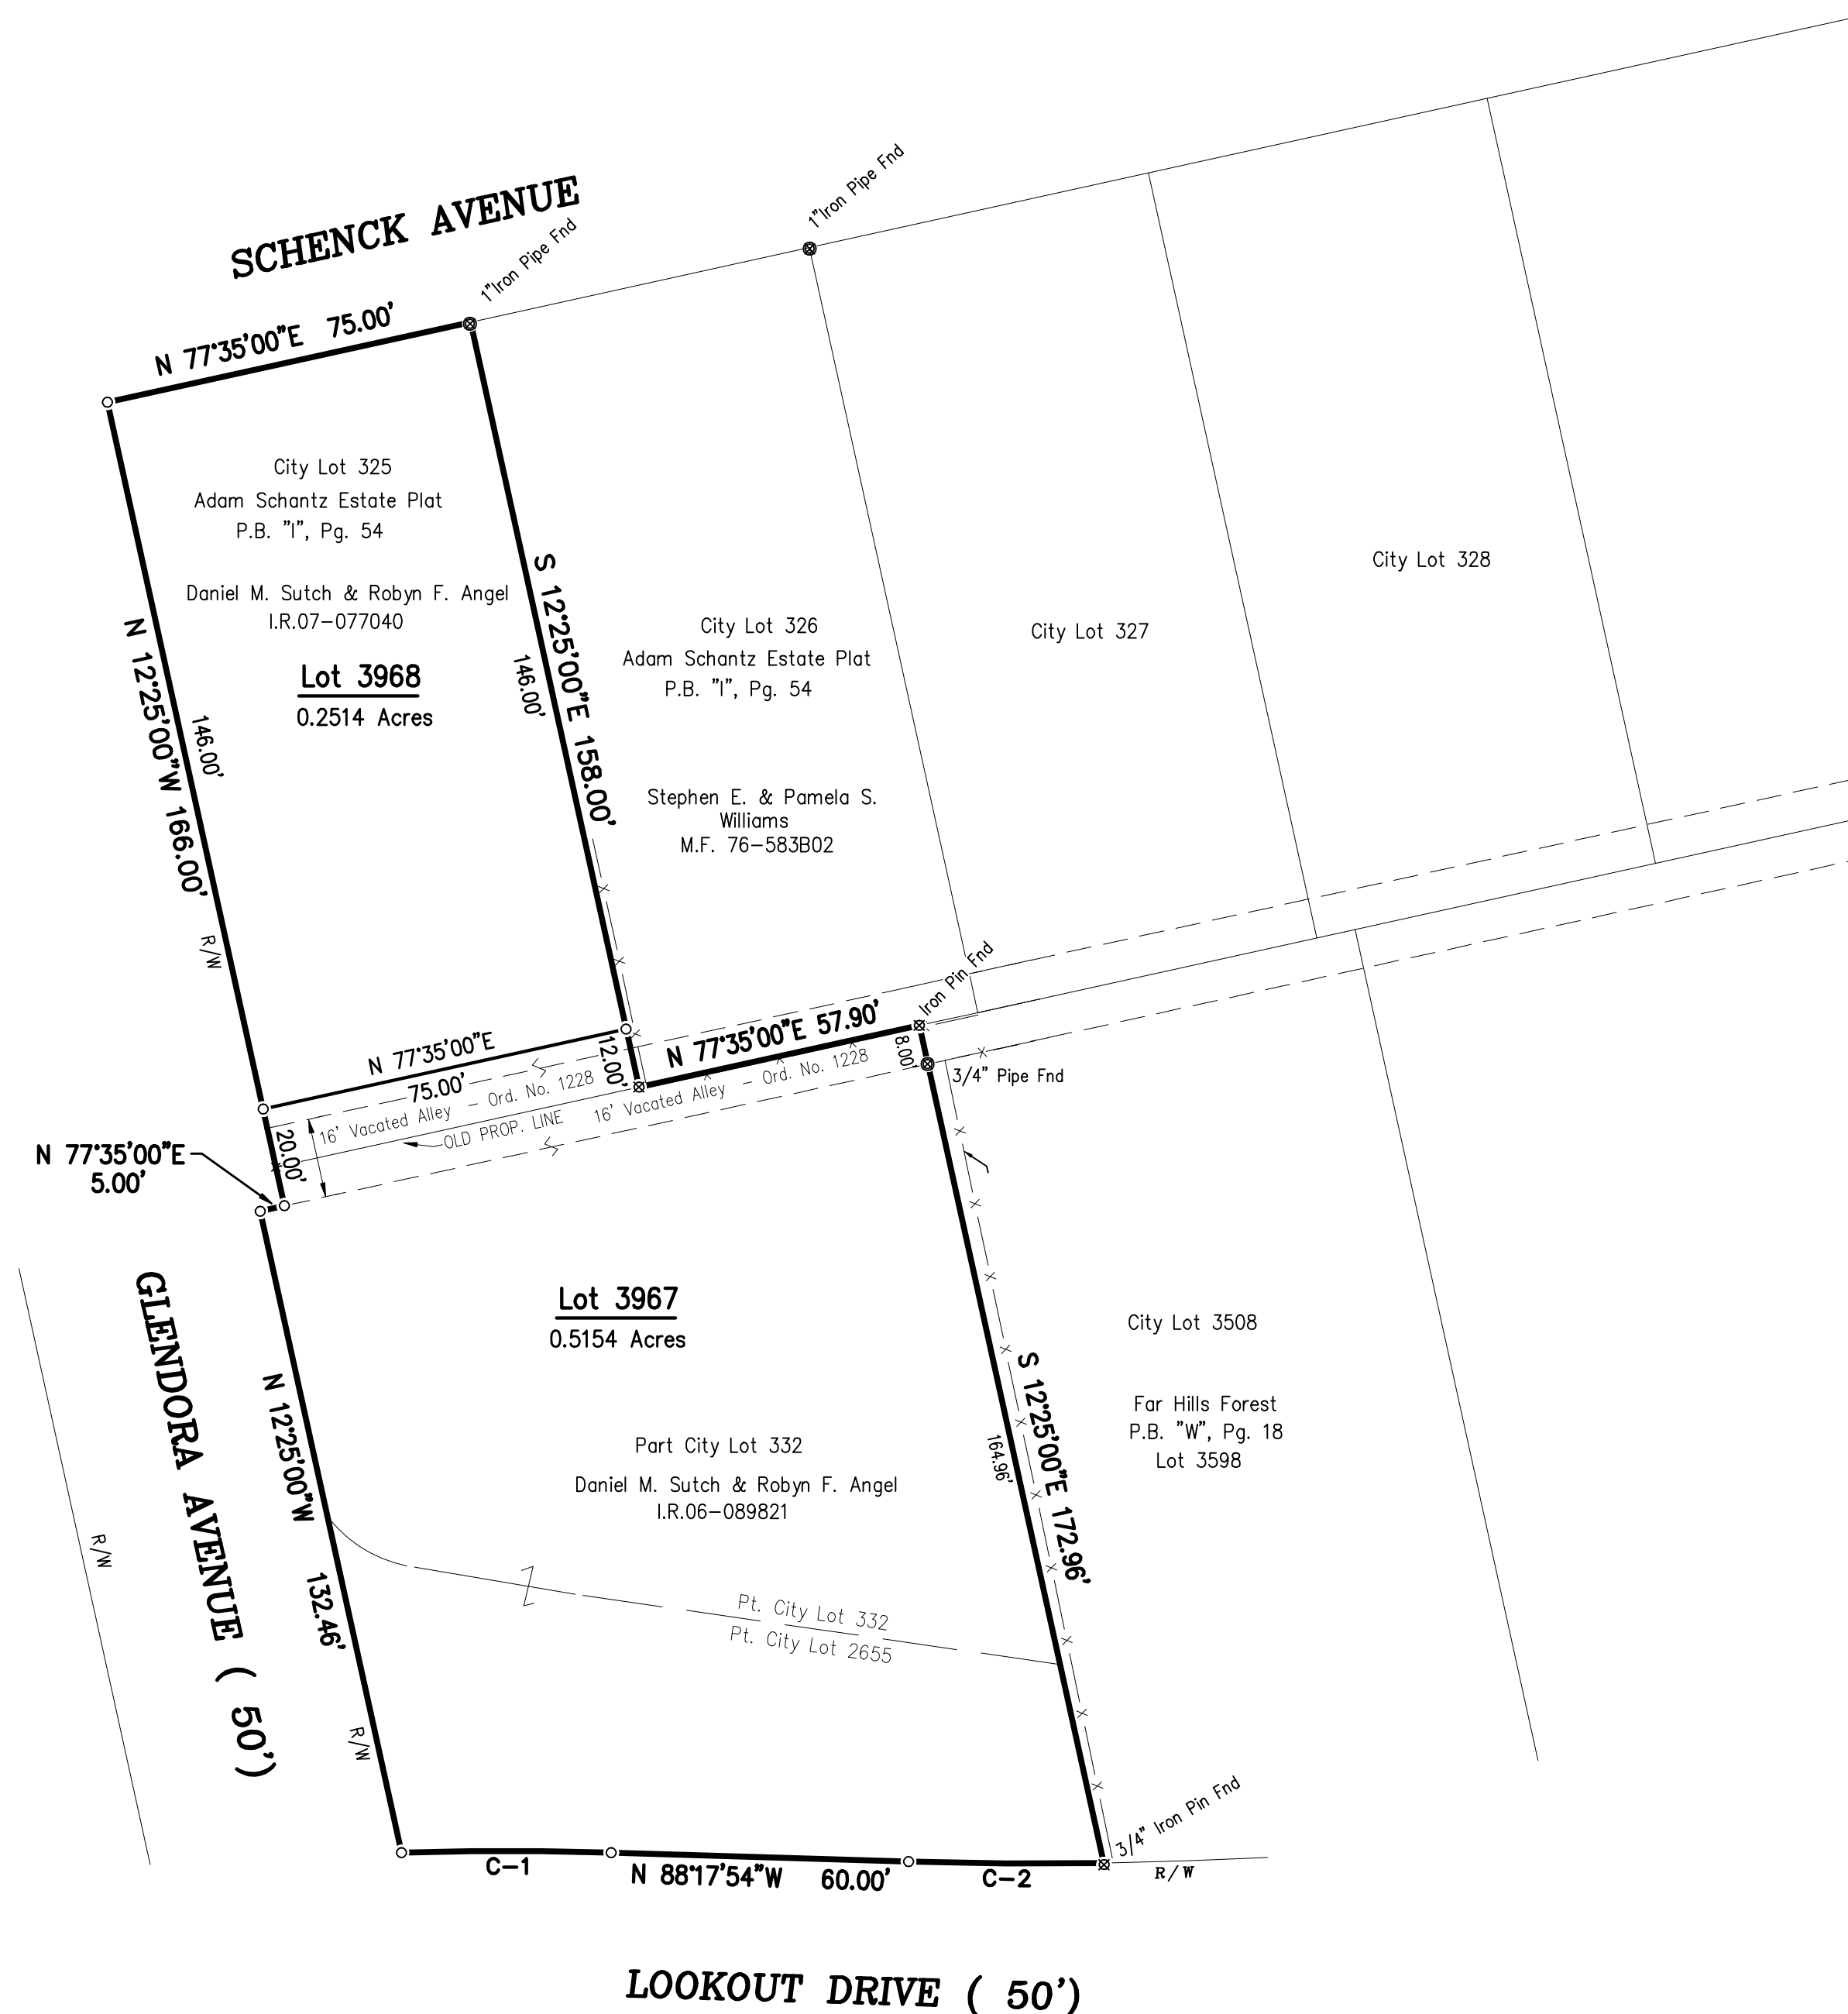 SCHENCK AVENUE
1"Iron Pipe Fnd
1"Iron Pipe Fnd
N 77°35'00"E 75.00'
City Lot 325
Adam Schantz Estate Plat
P.B. "I", Pg. 54
Daniel M. Sutch & Robyn F. Angel
I.R.07-077040
Lot 3968
0.2514 Acres
N 12°25'00"W 166.00'
146.00'
R/W
S 12°25'00"E 158.00'
146.00'
City Lot 326
Adam Schantz Estate Plat
P.B. "I", Pg. 54
Stephen E. & Pamela S.
Williams
M.F. 76-583B02
City Lot 327
City Lot 328
N 77°35'00"E
75.00'
12.00'
N 77°35'00"E 57.90'
Iron Pin Fnd
8.00'
3/4" Pipe Fnd
16' Vacated Alley - Ord. No. 1228
16' Vacated Alley - Ord. No. 1228
OLD PROP. LINE
20.00'
N 77°35'00"E
5.00'
GLENDORA AVENUE ( 50')
R/W
N 12°25'00"W 132.46'
R/W
Lot 3967
0.5154 Acres
Part City Lot 332
Daniel M. Sutch & Robyn F. Angel
I.R.06-089821
Pt. City Lot 332
Pt. City Lot 2655
164.96'
S 12°25'00"E 172.96'
City Lot 3508
Far Hills Forest
P.B. "W", Pg. 18
Lot 3598
3/4" Iron Pin Fnd
R/W
C-1
N 88°17'54"W 60.00'
C-2
LOOKOUT DRIVE ( 50')